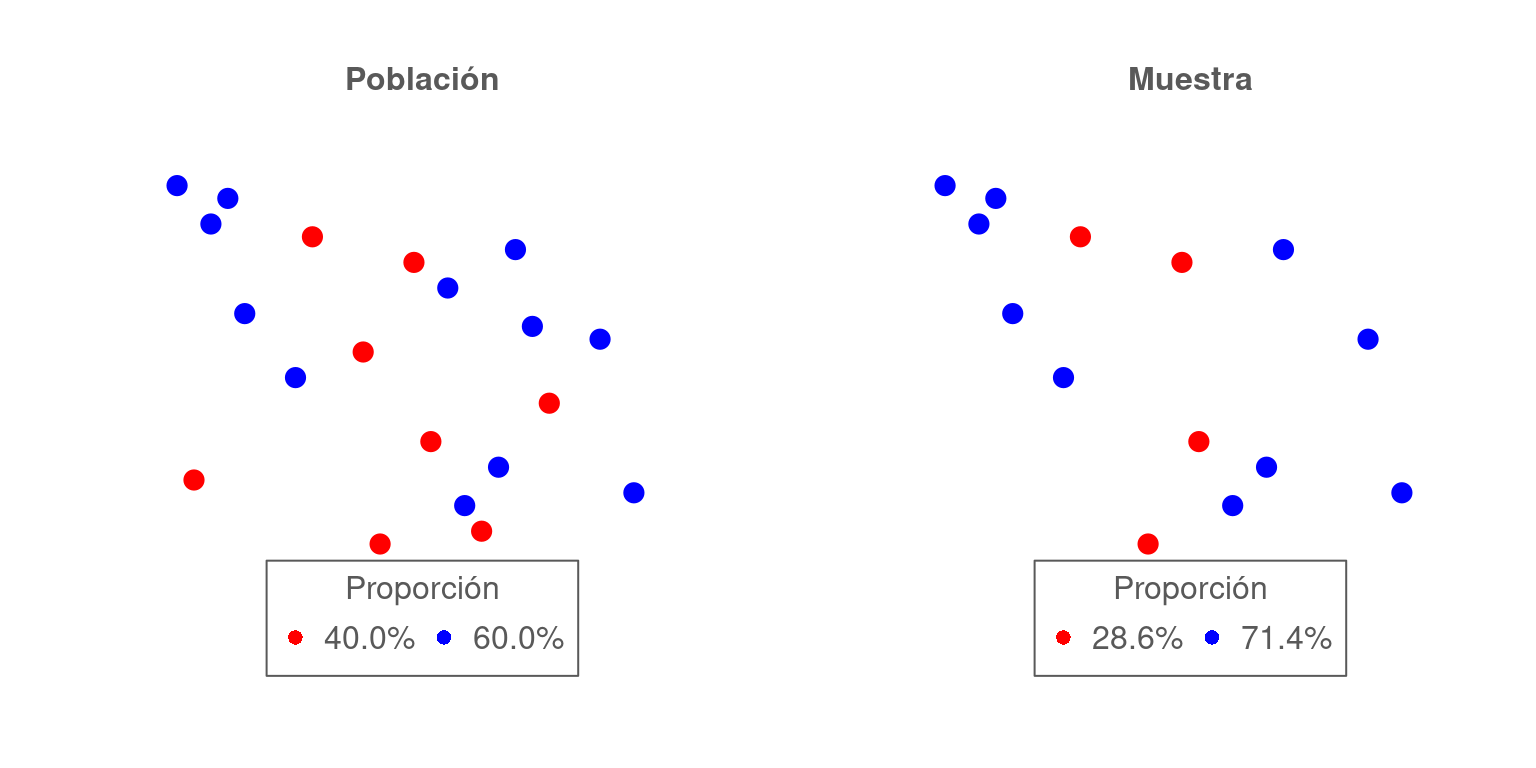 Población
Proporción
40.0% 60.0%
Muestra
Proporción
28.6% 71.4%